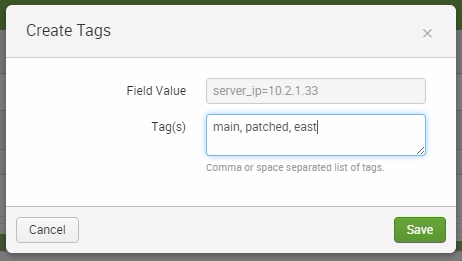 Create Tags ×
Field Value server_ip=10.2.1.33
Tag(s) main, patched, east
Comma or space separated list of tags.
Cancel Save